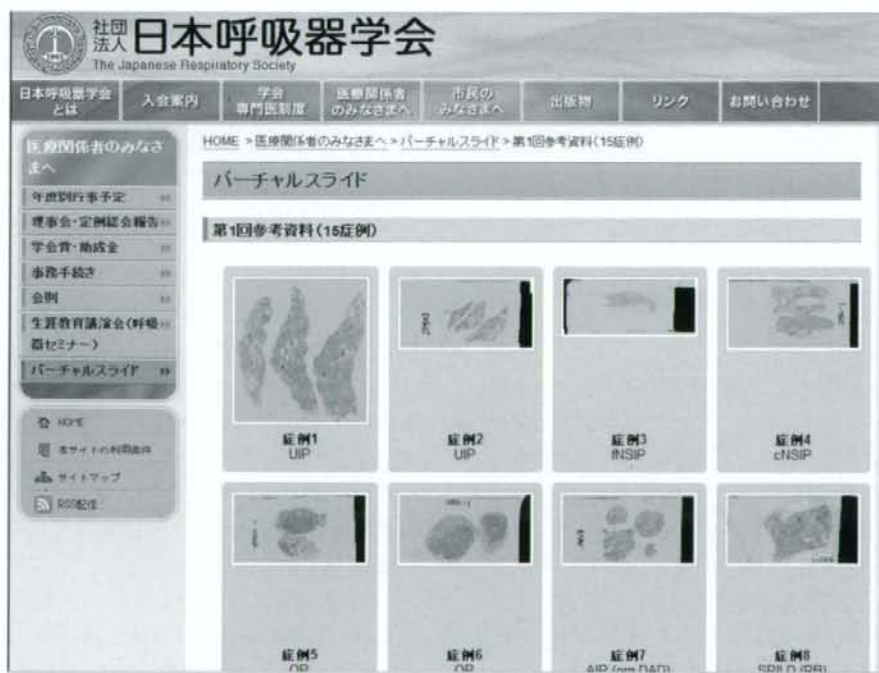 社団
法人 日本呼吸器学会
The Japanese Respiratory Society
日本呼吸器学会
とは
入会案内
学会
専門医制度
医療関係者
のみなさまへ
市民の
みなさまへ
出版物
リンク
お問い合わせ
医療関係者のみなさ
まへ
年度別行事予定
理事会・定例総会報告
学会賞・助成金
事務手続き
会則
生涯教育講演会(呼吸
器セミナー)
バーチャルスライド
HOME
本サイトの利用条件
サイトマップ
RSS配信
HOME > 医療関係者のみなさまへ > バーチャルスライド > 第1回参考資料(15症例)
バーチャルスライド
第1回参考資料(15症例)
症例1
UIP
症例2
UIP
症例3
fNSIP
症例4
cNSIP
症例5
OP
症例6
OP
症例7
AIP (org DAD)
症例8
SRILD (RB)